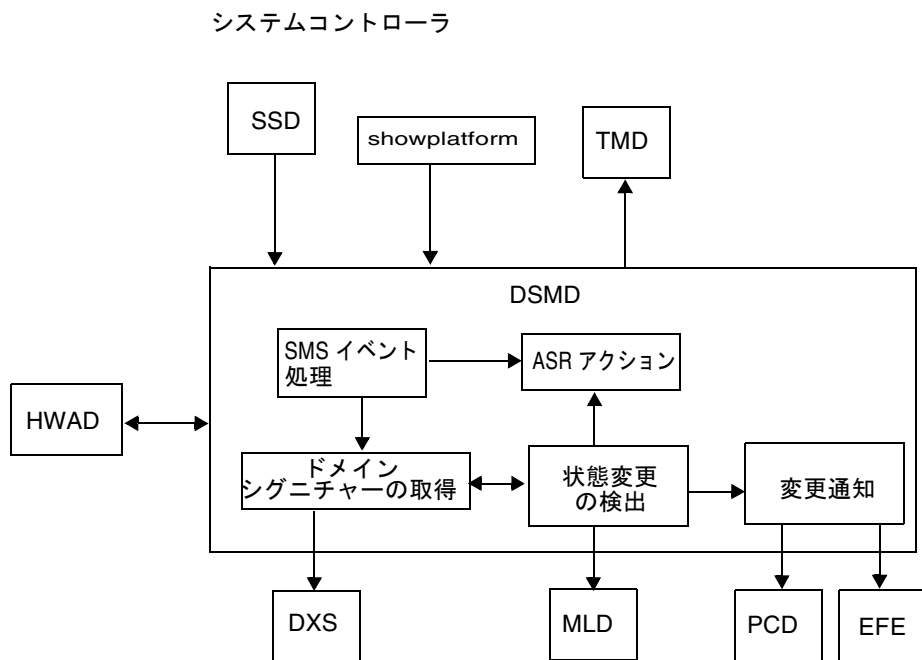 システムコントローラ
SSD
showplatform
TMD
DSMD
SMS イベント
処理
ASR アクション
HWAD
ドメイン
シグニチャーの取得
状態変更
の検出
変更通知
DXS
MLD
PCD
EFE